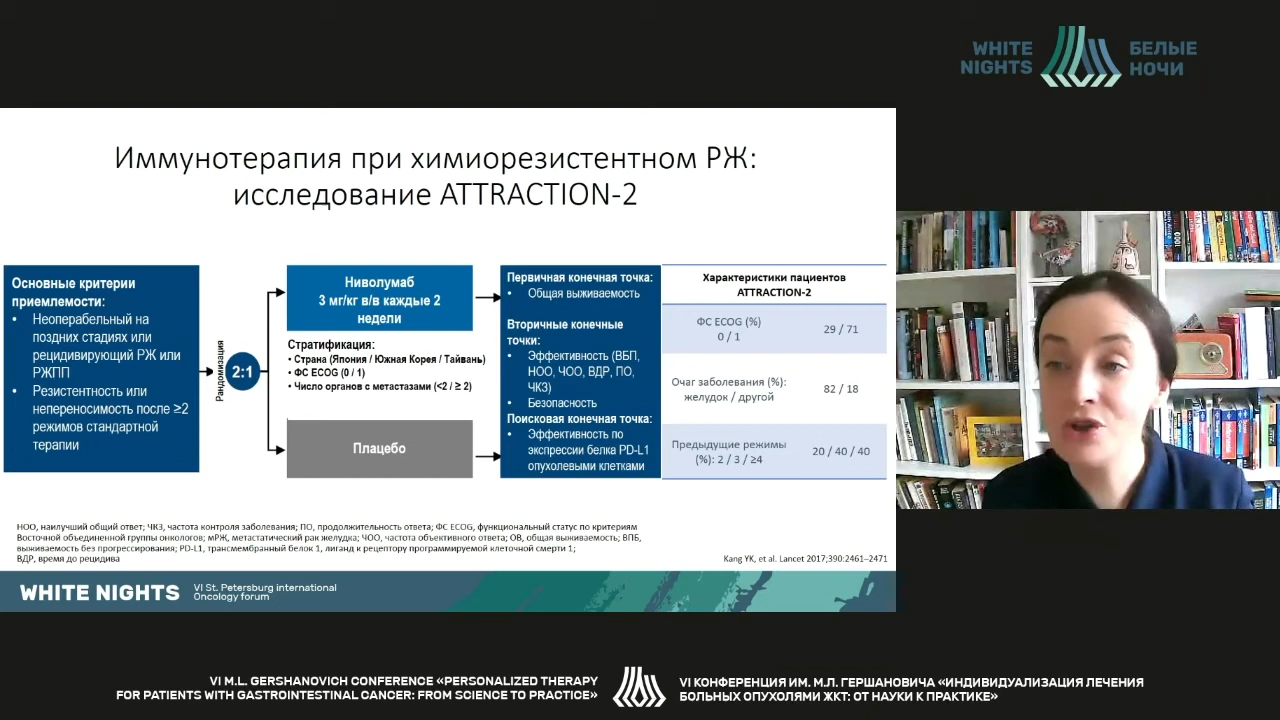 WHITE
NIGHTS
БЕЛЫЕ
НОЧИ
Иммунотерапия при химиорезистентном РЖ:
исследование ATTRACTION-2
Основные критерии
приемлемости:
• Неоперабельный на
поздних стадиях или
рецидивирующий РЖ или
РЖПП
• Резистентность или
непереносимость после ≥2
режимов стандартной
терапии
Рандомизация
2:1
Ниволумаб
3 мг/кг в/в каждые 2
недели
Стратификация:
• Страна (Япония / Южная Корея / Тайвань)
• ФС ECOG (0 / 1)
• Число органов с метастазами (<2 / ≥ 2)
Плацебо
Первичная конечная точка:
• Общая выживаемость
Вторичные конечные
точки:
• Эффективность (ВБП,
НОО, ЧОО, ВДР, ПО,
ЧКЗ)
• Безопасность
Поисковая конечная точка:
• Эффективность по
экспрессии белка PD-L1
опухолевыми клетками
Характеристики пациентов
ATTRACTION-2
ФС ECOG (%)
0 / 1
29 / 71
Очаг заболевания (%):
желудок / другой
82 / 18
Предыдущие режимы
(%): 2 / 3 / ≥4
20 / 40 / 40
НОО, наилучший общий ответ; ЧКЗ, частота контроля заболевания; ПО, продолжительность ответа; ФС ECOG, функциональный статус по критериям
Восточной объединенной группы онкологов; мРЖ, метастатический рак желудка; ЧОО, частота объективного ответа; ОВ, общая выживаемость; ВПБ,
выживаемость без прогрессирования; PD-L1, трансмембранный белок 1, лиганд к рецептору программируемой клеточной смерти 1;
ВДР, время до рецидива
Kang YK, et al. Lancet 2017;390:2461–2471
WHITE NIGHTS
VI St. Petersburg international
Oncology forum
VI M.L. GERSHANOVICH CONFERENCE «PERSONALIZED THERAPY
FOR PATIENTS WITH GASTROINTESTINAL CANCER: FROM SCIENCE TO PRACTICE»
VI КОНФЕРЕНЦИЯ ИМ. М.Л. ГЕРШАНОВИЧА «ИНДИВИДУАЛИЗАЦИЯ ЛЕЧЕНИЯ
БОЛЬНЫХ ОПУХОЛЯМИ ЖКТ: ОТ НАУКИ К ПРАКТИКЕ»